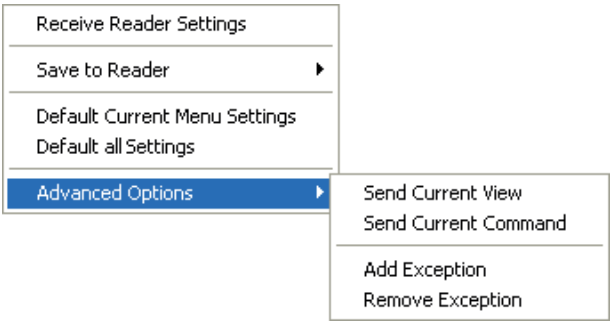 Receive Reader Settings
Save to Reader
Default Current Menu Settings
Default all Settings
Advanced Options
Send Current View
Send Current Command
Add Exception
Remove Exception